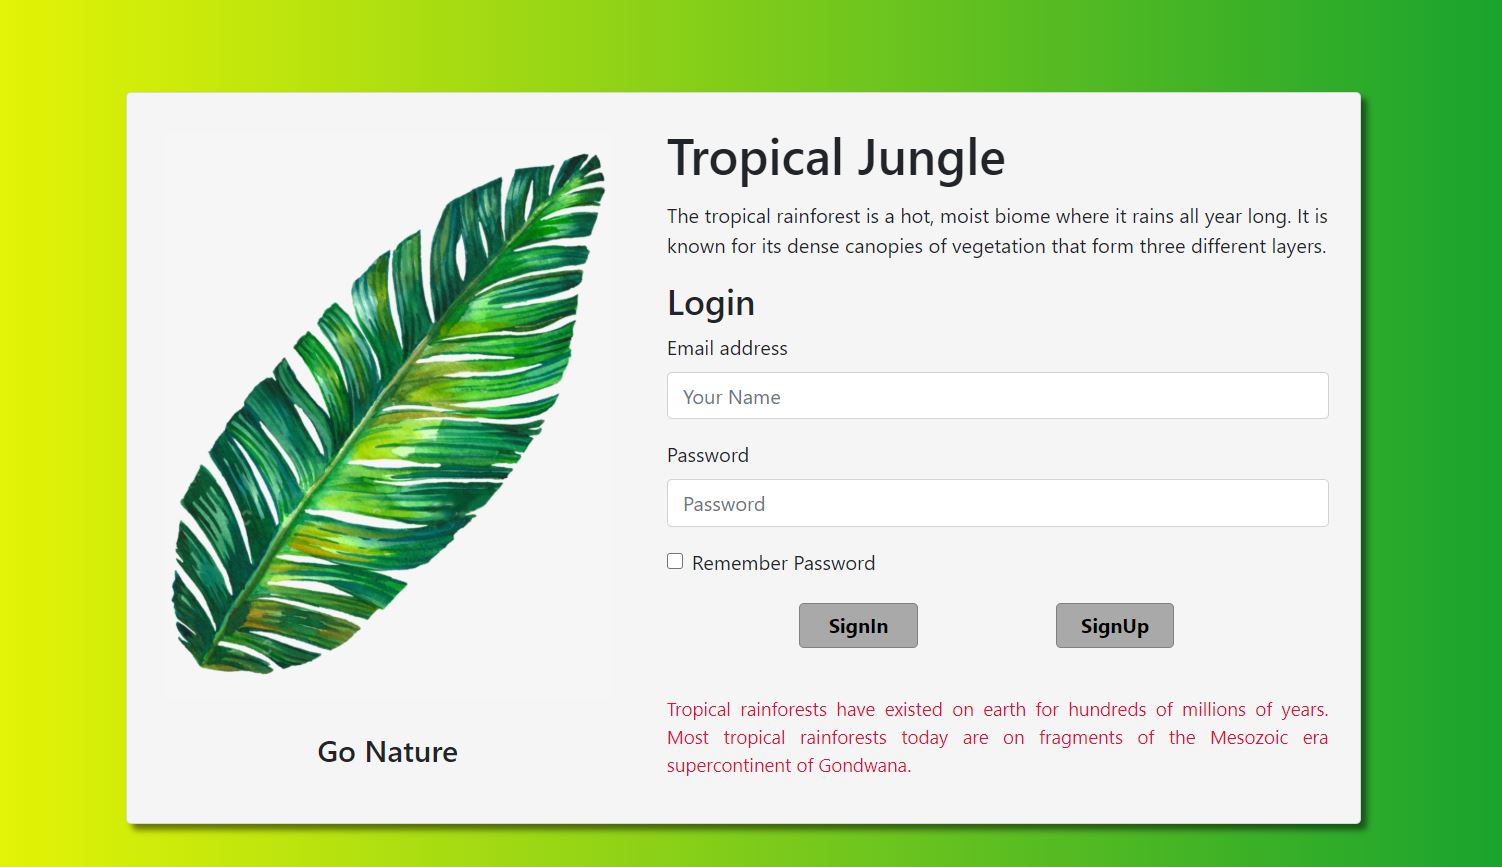 Tropical Jungle
The tropical rainforest is a hot, moist biome where it rains all year long. It is
known for its dense canopies of vegetation that form three different layers.
Login
Email address
Your Name
Password
Password
Remember Password
SignIn SignUp
Tropical rainforests have existed on earth for hundreds of millions of years.
Most tropical rainforests today are on fragments of the Mesozoic era
supercontinent of Gondwana.
Go Nature